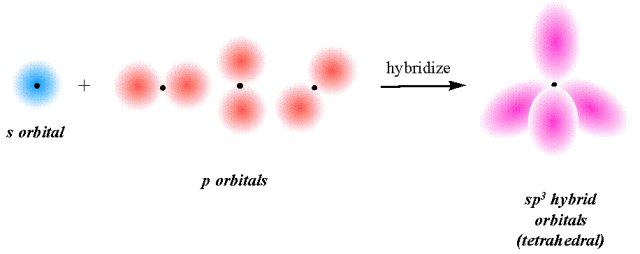 +
hybridize
s orbital
p orbitals
sp³ hybrid
orbitals
(tetrahedral)